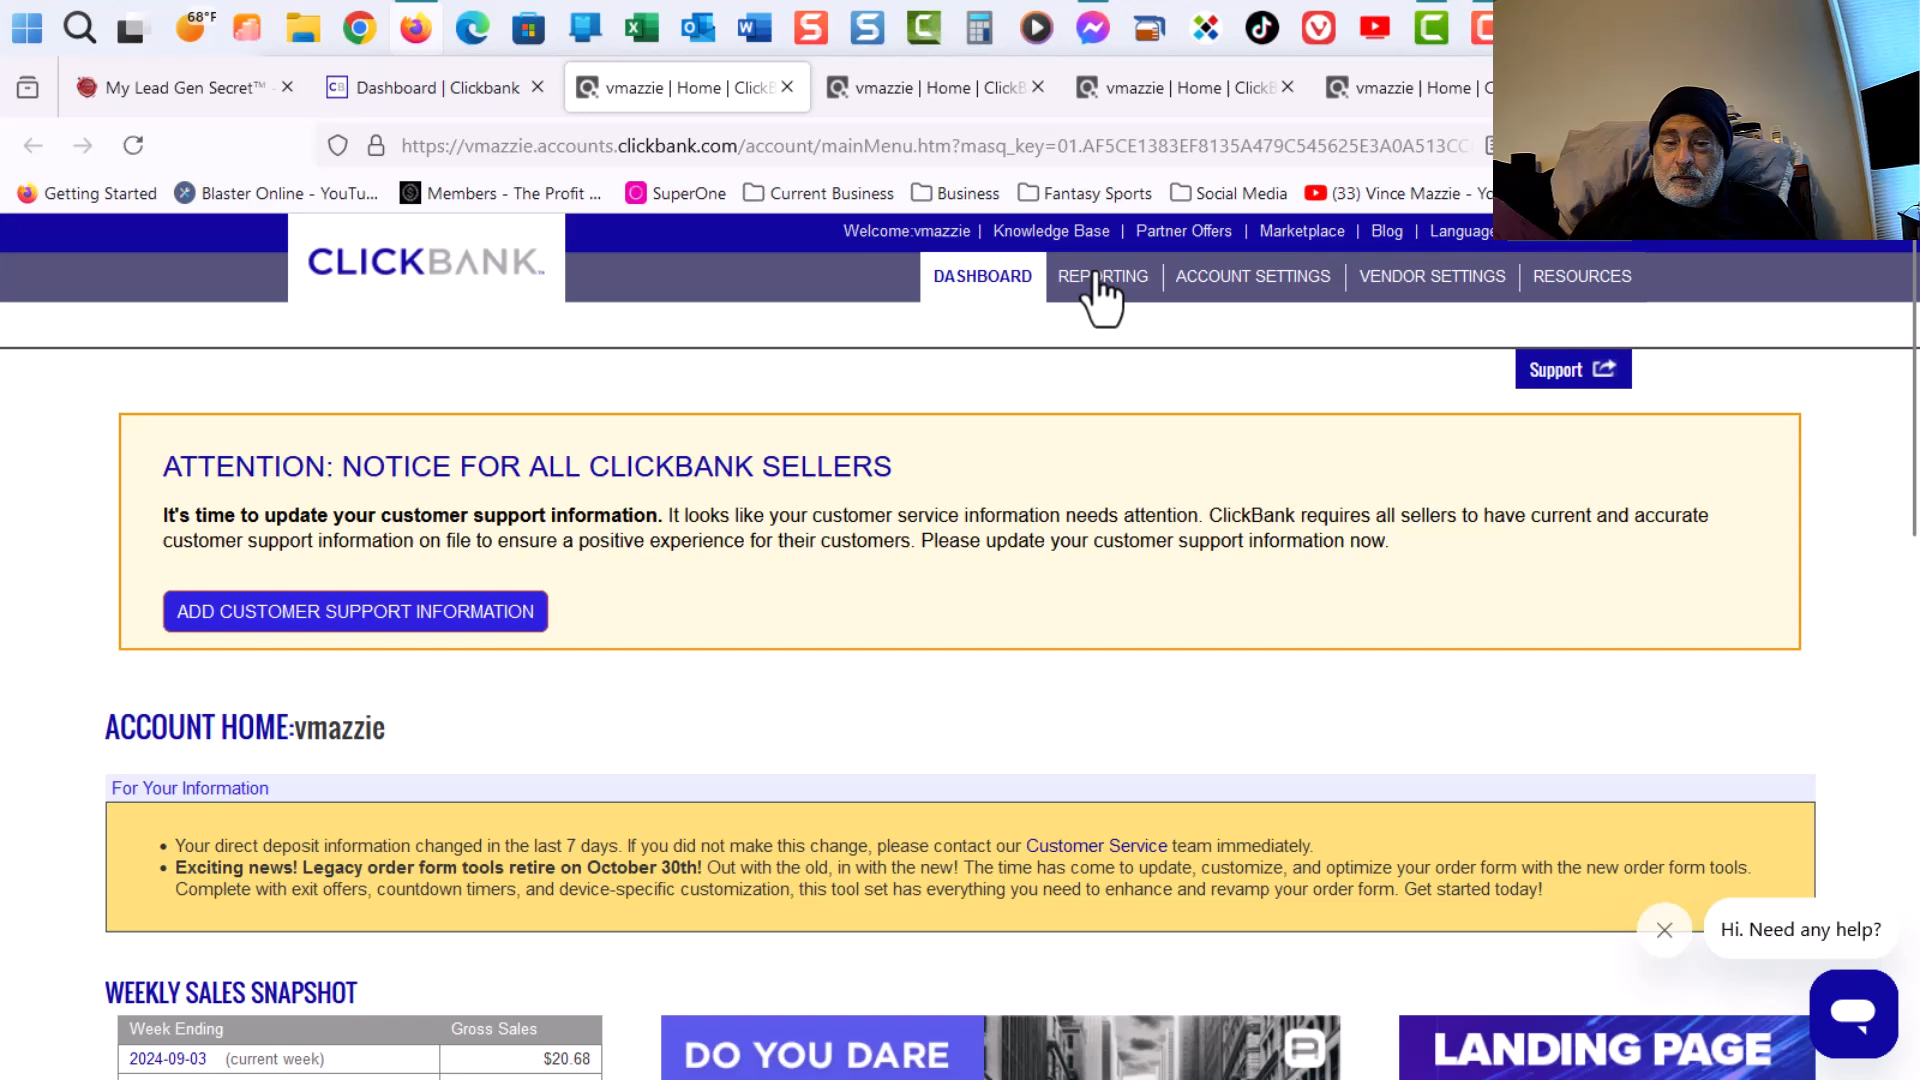 68°F
My Lead Gen Secret™
Dashboard | Clickbank
vmazzie | Home | ClickB
vmazzie | Home | ClickB
vmazzie | Home | ClickB
vmazzie | Home | C
https://vmazzie.accounts.clickbank.com/account/mainMenu.htm?masq_key=01.AF5CE1383EF8135A479C545625E3A0A513CC
Getting Started
Blaster Online - YouTu...
Members - The Profit ...
SuperOne
Current Business
Business
Fantasy Sports
Social Media
(33) Vince Mazzie - Yo
Welcome:vmazzie | Knowledge Base | Partner Offers | Marketplace | Blog | Language
CLICKBANK
DASHBOARD
REPORTING
ACCOUNT SETTINGS
VENDOR SETTINGS
RESOURCES
Support
ATTENTION: NOTICE FOR ALL CLICKBANK SELLERS
It's time to update your customer support information. It looks like your customer service information needs attention. ClickBank requires all sellers to have current and accurate
customer support information on file to ensure a positive experience for their customers. Please update your customer support information now.
ADD CUSTOMER SUPPORT INFORMATION
ACCOUNT HOME:vmazzie
For Your Information
• Your direct deposit information changed in the last 7 days. If you did not make this change, please contact our Customer Service team immediately.
• Exciting news! Legacy order form tools retire on October 30th! Out with the old, in with the new! The time has come to update, customize, and optimize your order form with the new order form tools.
Complete with exit offers, countdown timers, and device-specific customization, this tool set has everything you need to enhance and revamp your order form. Get started today!
Hi. Need any help?
WEEKLY SALES SNAPSHOT
Week Ending
Gross Sales
2024-09-03 (current week)
$20.68
DO YOU DARE
LANDING PAGE